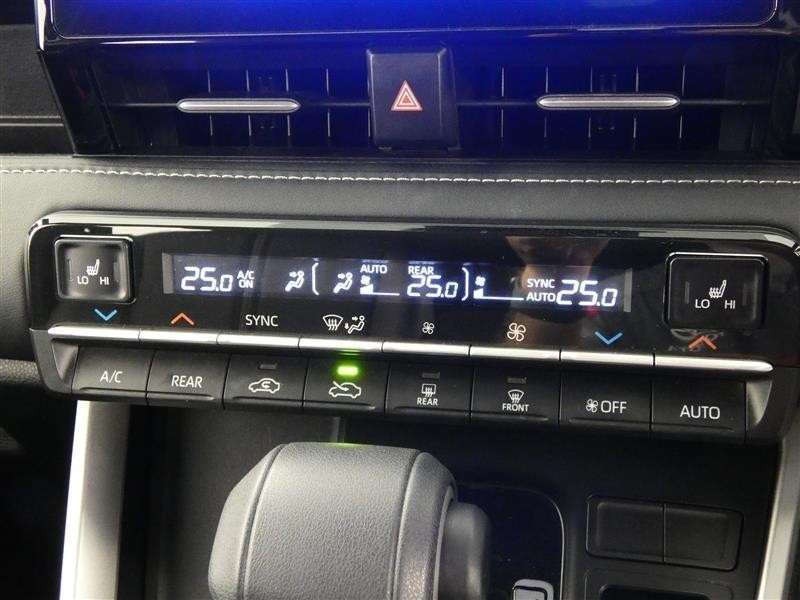 LO HI
25.0 A/C ON AUTO REAR 25.0 SYNC AUTO 25.0
LO HI
SYNC
A/C REAR REAR FRONT OFF AUTO